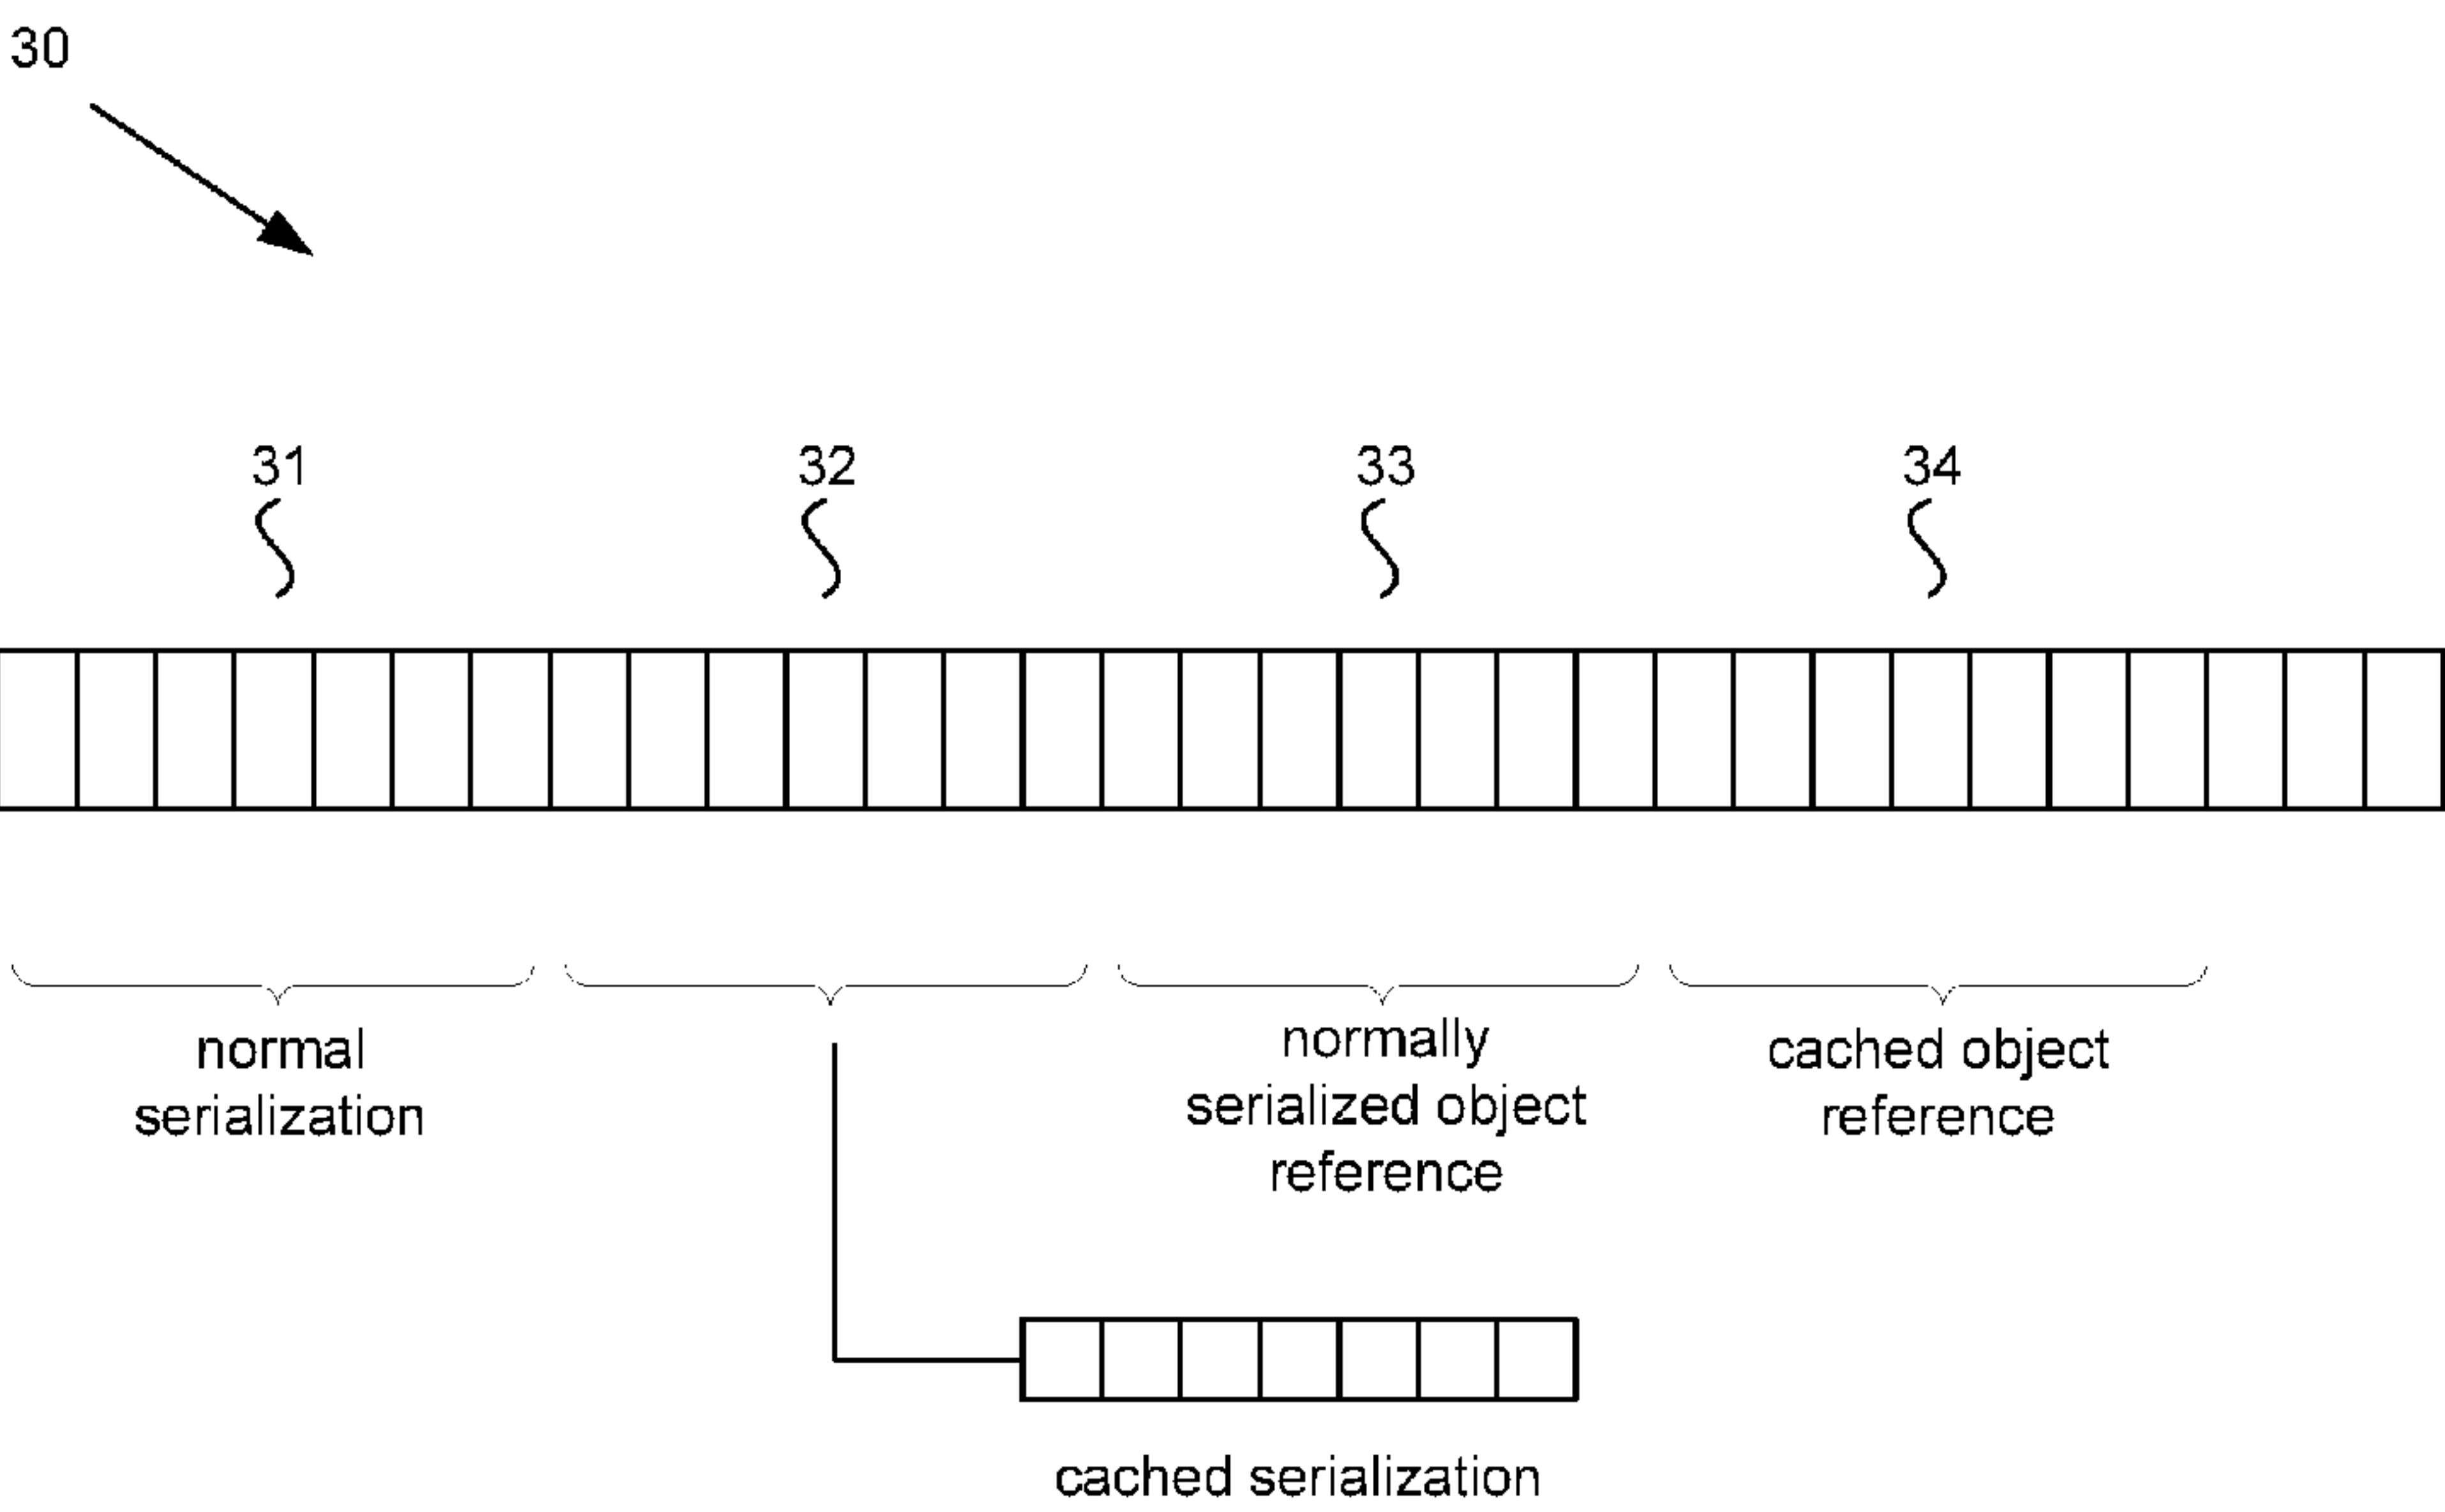 30
31
32
33
34
normal
serialization
normally
serialized object
reference
cached object
reference
cached serialization